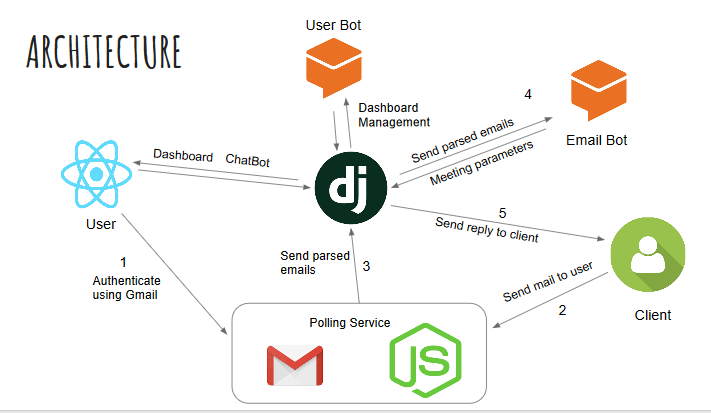 ARCHITECTURE
User Bot
Dashboard
Management
4
Send parsed emails
Meeting parameters
Email Bot
Dashboard ChatBot
dj
User
5
Send reply to client
1
Authenticate
using Gmail
Send parsed
emails
3
Send mail to user
2
Client
Polling Service
JS